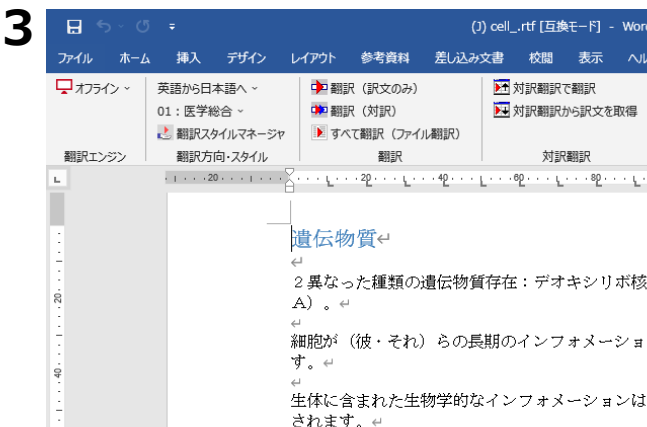 3
(J) cell_.rtf [互換モード] - Wor
ファイル ホーム 挿入 デザイン レイアウト 参考資料 差し込み文書 校閲 表示 ヘル
オフライン 英語から日本語へ 翻訳（訳文のみ） 対訳翻訳で翻訳
01：医学総合 翻訳（対訳） 対訳翻訳から訳文を取得
翻訳スタイルマネージャ すべて翻訳（ファイル翻訳）
翻訳エンジン 翻訳方向・スタイル 翻訳 対訳翻訳
L 20 20 40 60 80
遺伝物質↵
↵
２異なった種類の遺伝物質存在：デオキシリボ核
Ａ）。↵
↵
20
細胞が（彼・それ）らの長期のインフォメーショ
す。↵
↵
40
生体に含まれた生物学的なインフォメーションは
されます。↵